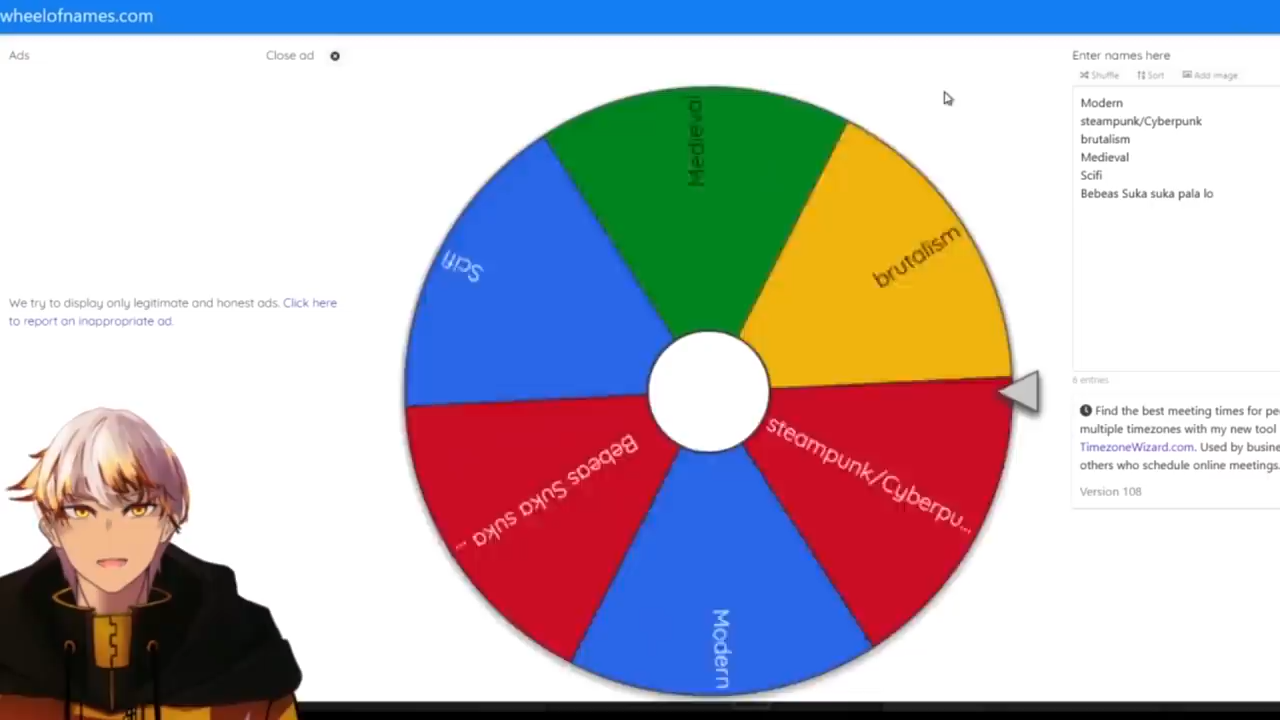 wheelofnames.com
Ads
Close ad
We try to display only legitimate and honest ads. Click here
to report an inappropriate ad.
Medieval
brutalism
Scifi
steampunk/Cyberpu...
Bebeas Suka suka ...
Modern
Enter names here
Shuffle
Sort
Add image
Modern
steampunk/Cyberpunk
brutalism
Medieval
Scifi
Bebeas Suka suka pala lo
6 entries
Find the best meeting times for pe
multiple timezones with my new tool
TimezoneWizard.com. Used by busine
others who schedule online meetings.
Version 108